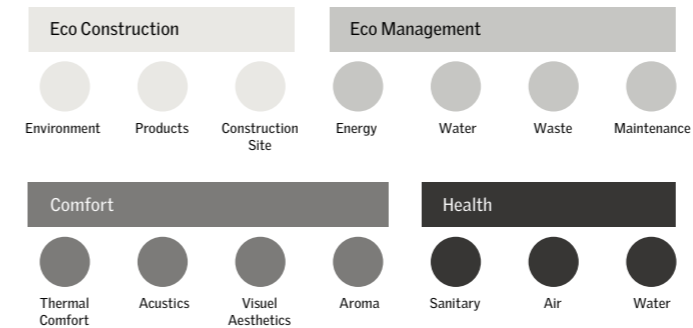 Eco Construction
Eco Management
Environment
Products
Construction
Site
Energy
Water
Waste
Maintenance
Comfort
Health
Thermal
Comfort
Acustics
Visuel
Aesthetics
Aroma
Sanitary
Air
Water